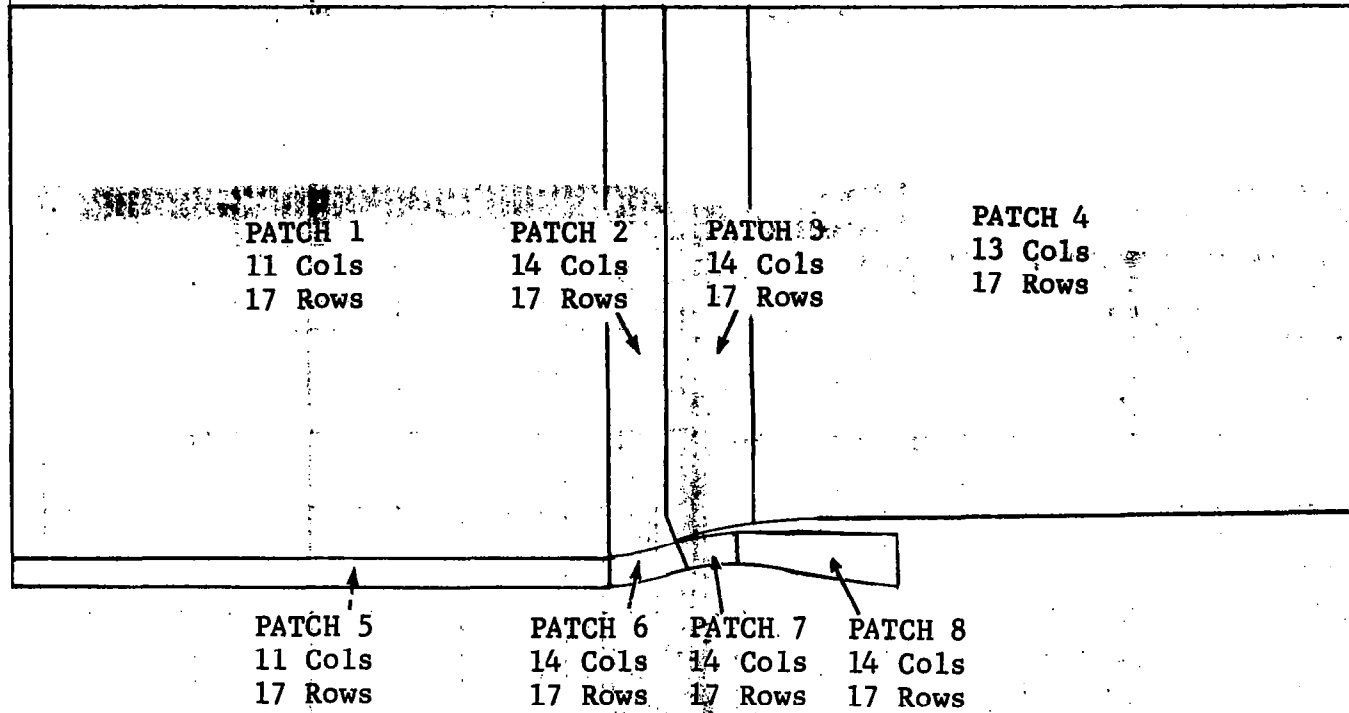 PATCH 1
11 Cols
17 Rows
PATCH 2
14 Cols
17 Rows
PATCH 3
14 Cols
17 Rows
PATCH 4
13 Cols
17 Rows
PATCH 5
11 Cols
17 Rows
PATCH 6
14 Cols
17 Rows
PATCH 7
14 Cols
17 Rows
PATCH 8
14 Cols
17 Rows